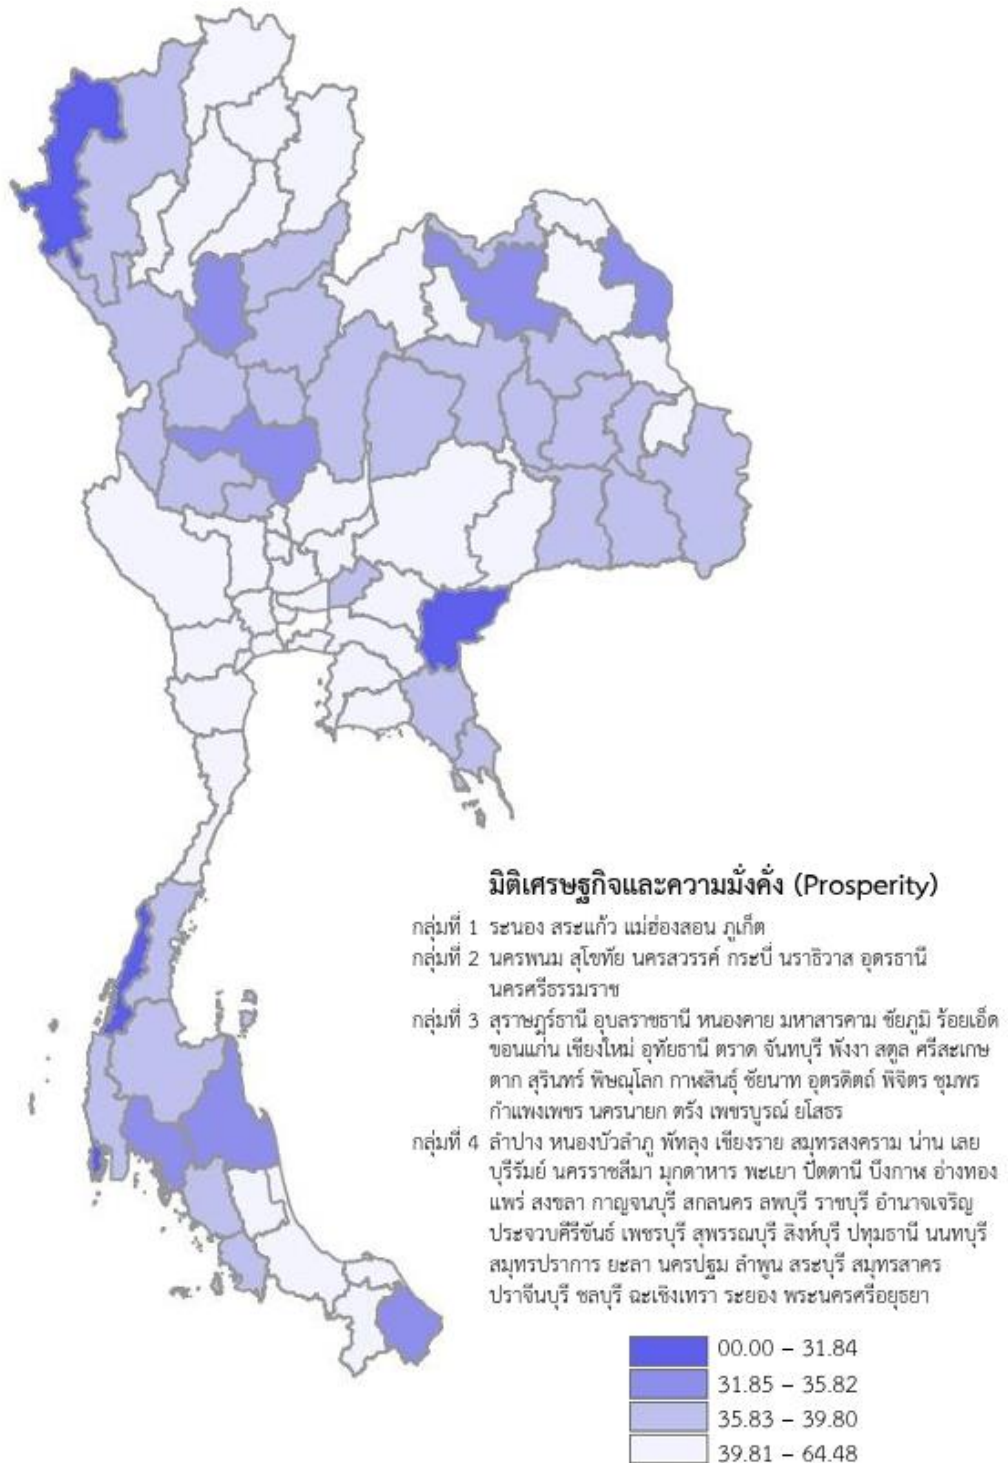 มิติเศรษฐกิจและความมั่งคั่ง (Prosperity)
กลุ่มที่ 1 ระนอง สระแก้ว แม่ฮ่องสอน ภูเก็ต
กลุ่มที่ 2 นครพนม สุโขทัย นครสวรรค์ กระบี่ นราธิวาส อุดรธานี
นครศรีธรรมราช
กลุ่มที่ 3 สุราษฎร์ธานี อุบลราชธานี หนองคาย มหาสารคาม ชัยภูมิ ร้อยเอ็ด
ขอนแก่น เชียงใหม่ อุทัยธานี ตราด จันทบุรี พังงา สตูล ศรีสะเกษ
ตาก สุรินทร์ พิษณุโลก กาฬสินธุ์ ชัยนาท อุตรดิตถ์ พิจิตร ชุมพร
กำแพงเพชร นครนายก ตรัง เพชรบูรณ์ ยโสธร
กลุ่มที่ 4 ลำปาง หนองบัวลำภู พัทลุง เชียงราย สมุทรสงคราม น่าน เลย
บุรีรัมย์ นครราชสีมา มุกดาหาร พะเยา ปัตตานี บึงกาฬ อ่างทอง
แพร่ สงขลา กาญจนบุรี สกลนคร ลพบุรี ราชบุรี อำนาจเจริญ
ประจวบคีรีขันธ์ เพชรบุรี สุพรรณบุรี สิงห์บุรี ปทุมธานี นนทบุรี
สมุทรปราการ ยะลา นครปฐม ลำพูน สระบุรี สมุทรสาคร
ปราจีนบุรี ชลบุรี ฉะเชิงเทรา ระยอง พระนครศรีอยุธยา
00.00 – 31.84
31.85 – 35.82
35.83 – 39.80
39.81 – 64.48